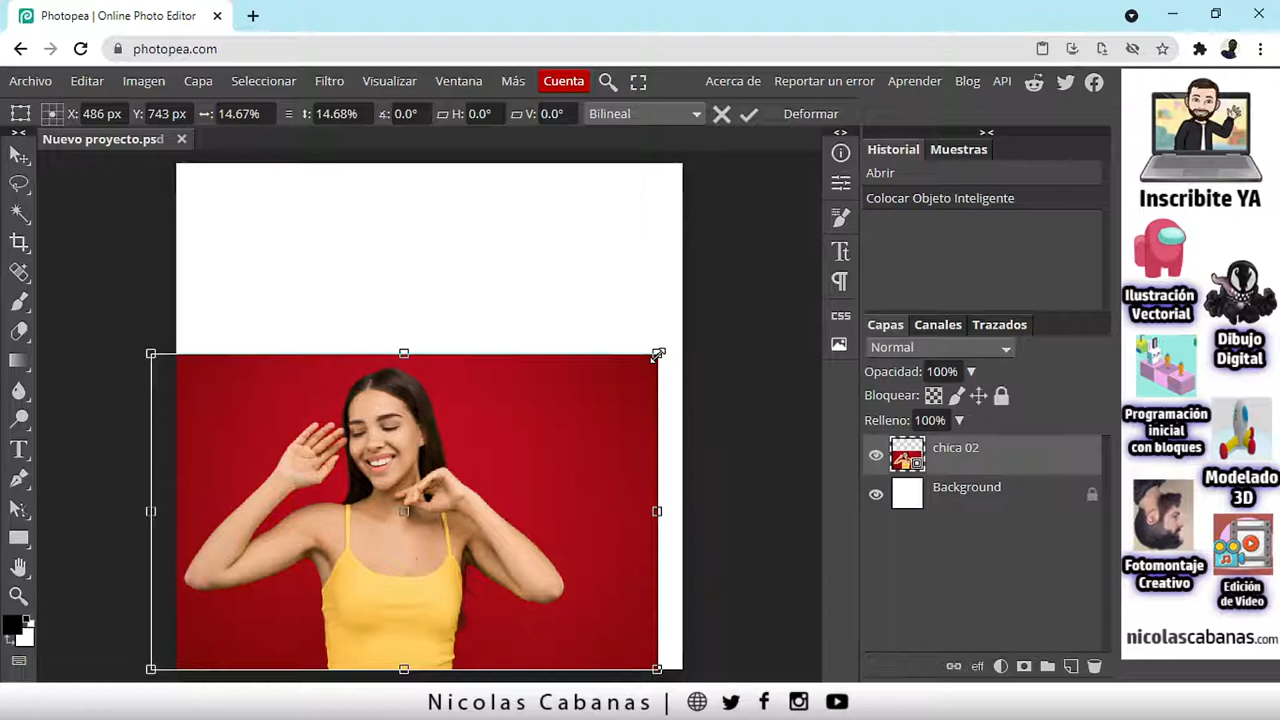 Photopea | Online Photo Editor
photopea.com
Archivo Editar Imagen Capa Seleccionar Filtro Visualizar Ventana Más Cuenta Acerca de Reportar un error Aprender Blog API
X: 486 px Y: 743 px 14.67% 14.68% 0.0° H: 0.0° V: 0.0° Bilineal Deformar
Nuevo proyecto.psd
Historial Muestras
Abrir
Colocar Objeto Inteligente
CSS
Capas Canales Trazados
Normal
Opacidad: 100%
Bloquear:
Relleno: 100%
chica 02
Background
eff
Inscribite YA
Ilustración
Vectorial
Dibujo
Digital
Programación
inicial
con bloques
Modelado
3D
Fotomontaje
Creativo
Edición
de Video
nicolascabanas.com
Nicolas Cabanas |